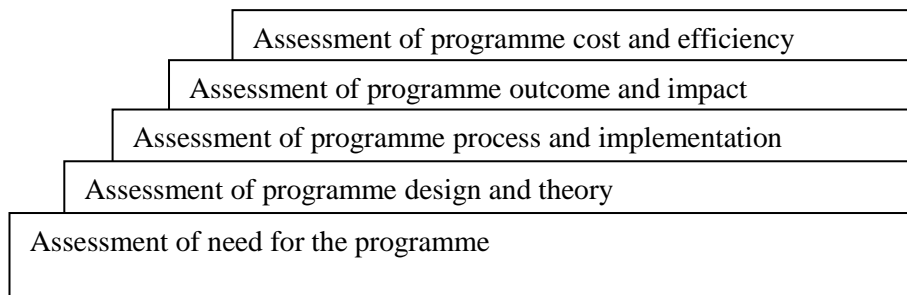 Assessment of programme cost and efficiency
Assessment of programme outcome and impact
Assessment of programme process and implementation
Assessment of programme design and theory
Assessment of need for the programme